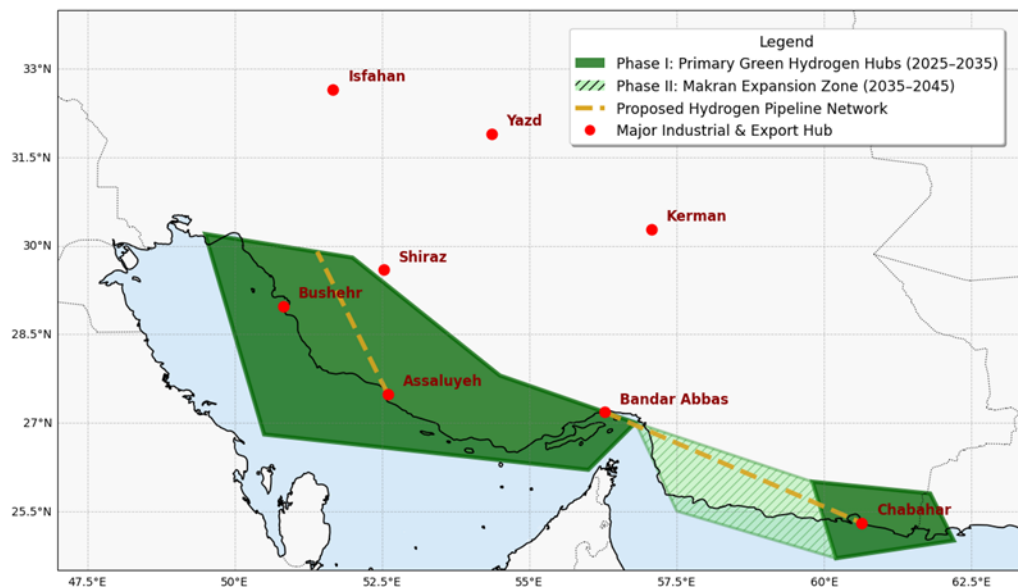 Legend
Phase I: Primary Green Hydrogen Hubs (2025–2035)
Phase II: Makran Expansion Zone (2035–2045)
Proposed Hydrogen Pipeline Network
Major Industrial & Export Hub
33°N
Isfahan
Yazd
31.5°N
Kerman
30°N
Shiraz
Bushehr
28.5°N
Assaluyeh
Bandar Abbas
27°N
25.5°N
Chabahar
47.5°E
50°E
52.5°E
55°E
57.5°E
60°E
62.5°E